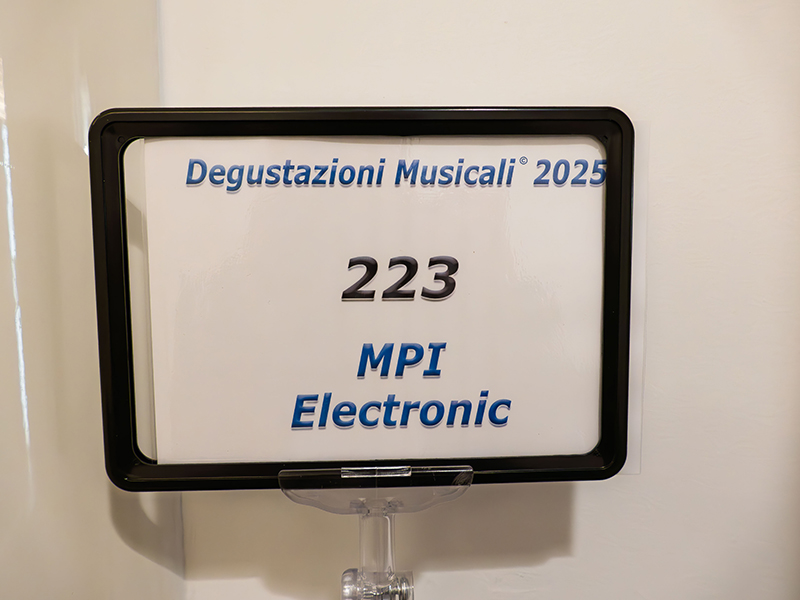 Degustazioni Musicali© 2025
223
MPI
Electronic